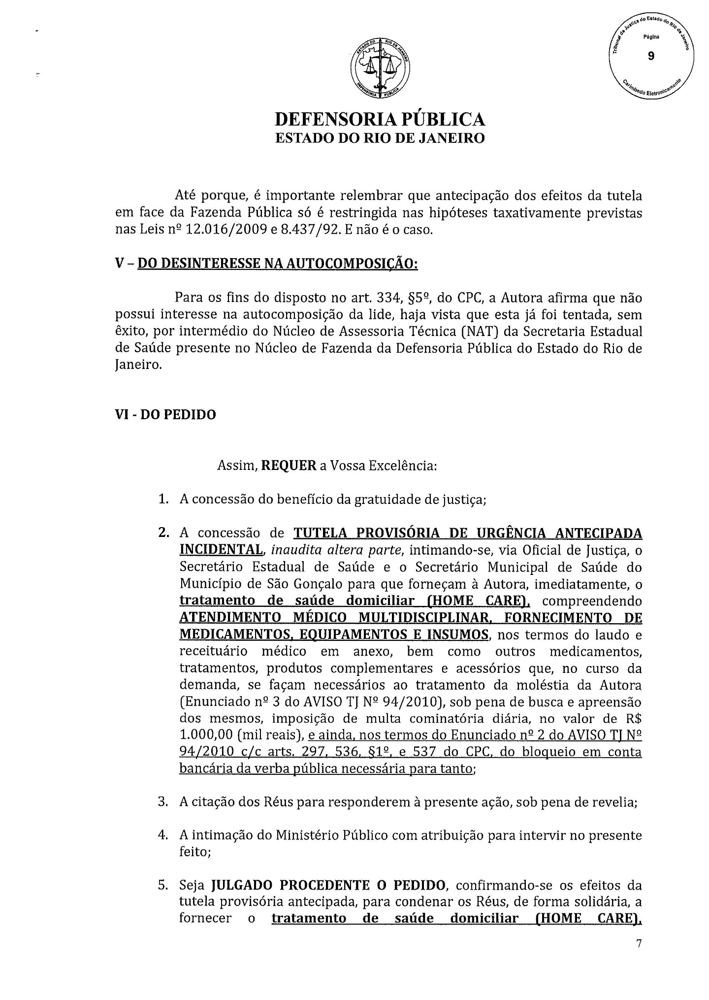 Tribunal de Justiça do Estado do Rio de Janeiro
Página
9
Carimbado Eletronicamente
ESTADO DO RIO DE JANEIRO
DEFENSORIA PÚBLICA
DEFENSORIA PÚBLICA
ESTADO DO RIO DE JANEIRO
Até porque, é importante relembrar que antecipação dos efeitos da tutela
em face da Fazenda Pública só é restringida nas hipóteses taxativamente previstas
nas Leis nº 12.016/2009 e 8.437/92. E não é o caso.
V – DO DESINTERESSE NA AUTOCOMPOSIÇÃO:
Para os fins do disposto no art. 334, §5º, do CPC, a Autora afirma que não
possui interesse na autocomposição da lide, haja vista que esta já foi tentada, sem
êxito, por intermédio do Núcleo de Assessoria Técnica (NAT) da Secretaria Estadual
de Saúde presente no Núcleo de Fazenda da Defensoria Pública do Estado do Rio de
Janeiro.
VI - DO PEDIDO
Assim, REQUER a Vossa Excelência:
1. A concessão do benefício da gratuidade de justiça;
2. A concessão de TUTELA PROVISÓRIA DE URGÊNCIA ANTECIPADA
INCIDENTAL, inaudita altera parte, intimando-se, via Oficial de Justiça, o
Secretário Estadual de Saúde e o Secretário Municipal de Saúde do
Município de São Gonçalo para que forneçam à Autora, imediatamente, o
tratamento de saúde domiciliar (HOME CARE), compreendendo
ATENDIMENTO MÉDICO MULTIDISCIPLINAR, FORNECIMENTO DE
MEDICAMENTOS, EQUIPAMENTOS E INSUMOS, nos termos do laudo e
receituário médico em anexo, bem como outros medicamentos,
tratamentos, produtos complementares e acessórios que, no curso da
demanda, se façam necessários ao tratamento da moléstia da Autora
(Enunciado nº 3 do AVISO TJ Nº 94/2010), sob pena de busca e apreensão
dos mesmos, imposição de multa cominatória diária, no valor de R$
1.000,00 (mil reais), e ainda, nos termos do Enunciado nº 2 do AVISO TJ Nº
94/2010 c/c arts. 297, 536, §1º, e 537 do CPC, do bloqueio em conta
bancária da verba pública necessária para tanto;
3. A citação dos Réus para responderem à presente ação, sob pena de revelia;
4. A intimação do Ministério Público com atribuição para intervir no presente
feito;
5. Seja JULGADO PROCEDENTE O PEDIDO, confirmando-se os efeitos da
tutela provisória antecipada, para condenar os Réus, de forma solidária, a
fornecer o tratamento de saúde domiciliar (HOME CARE),
7